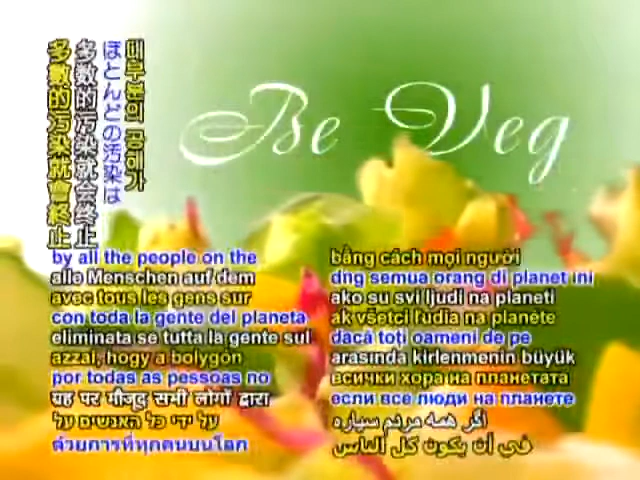 多數的污染就會終止
多数的污染就会终止
ほとんどの汚染は
대부분의 공해가
Be Veg
by all the people on the
alle Menschen auf dem
avec tous les gens sur
con toda la gente del planeta
eliminata se tutta la gente sul
azzal, hogy a bolygón
por todas as pessoas no
यह पर मौजूद सभी लोगों द्वारा
על ידי כל האנשים על
ด้วยการที่ทุกคนบนโลก
bằng cách mọi người
dng semua orang di planet ini
ako su svi ljudi na planeti
ak všetci ľudia na planéte
dacă toţi oameni de pe
arasında kirlenmenin büyük
всички хора на планетата
если все люди на планете
اگر همه مردم سیاره
في أن يكون كل الناس